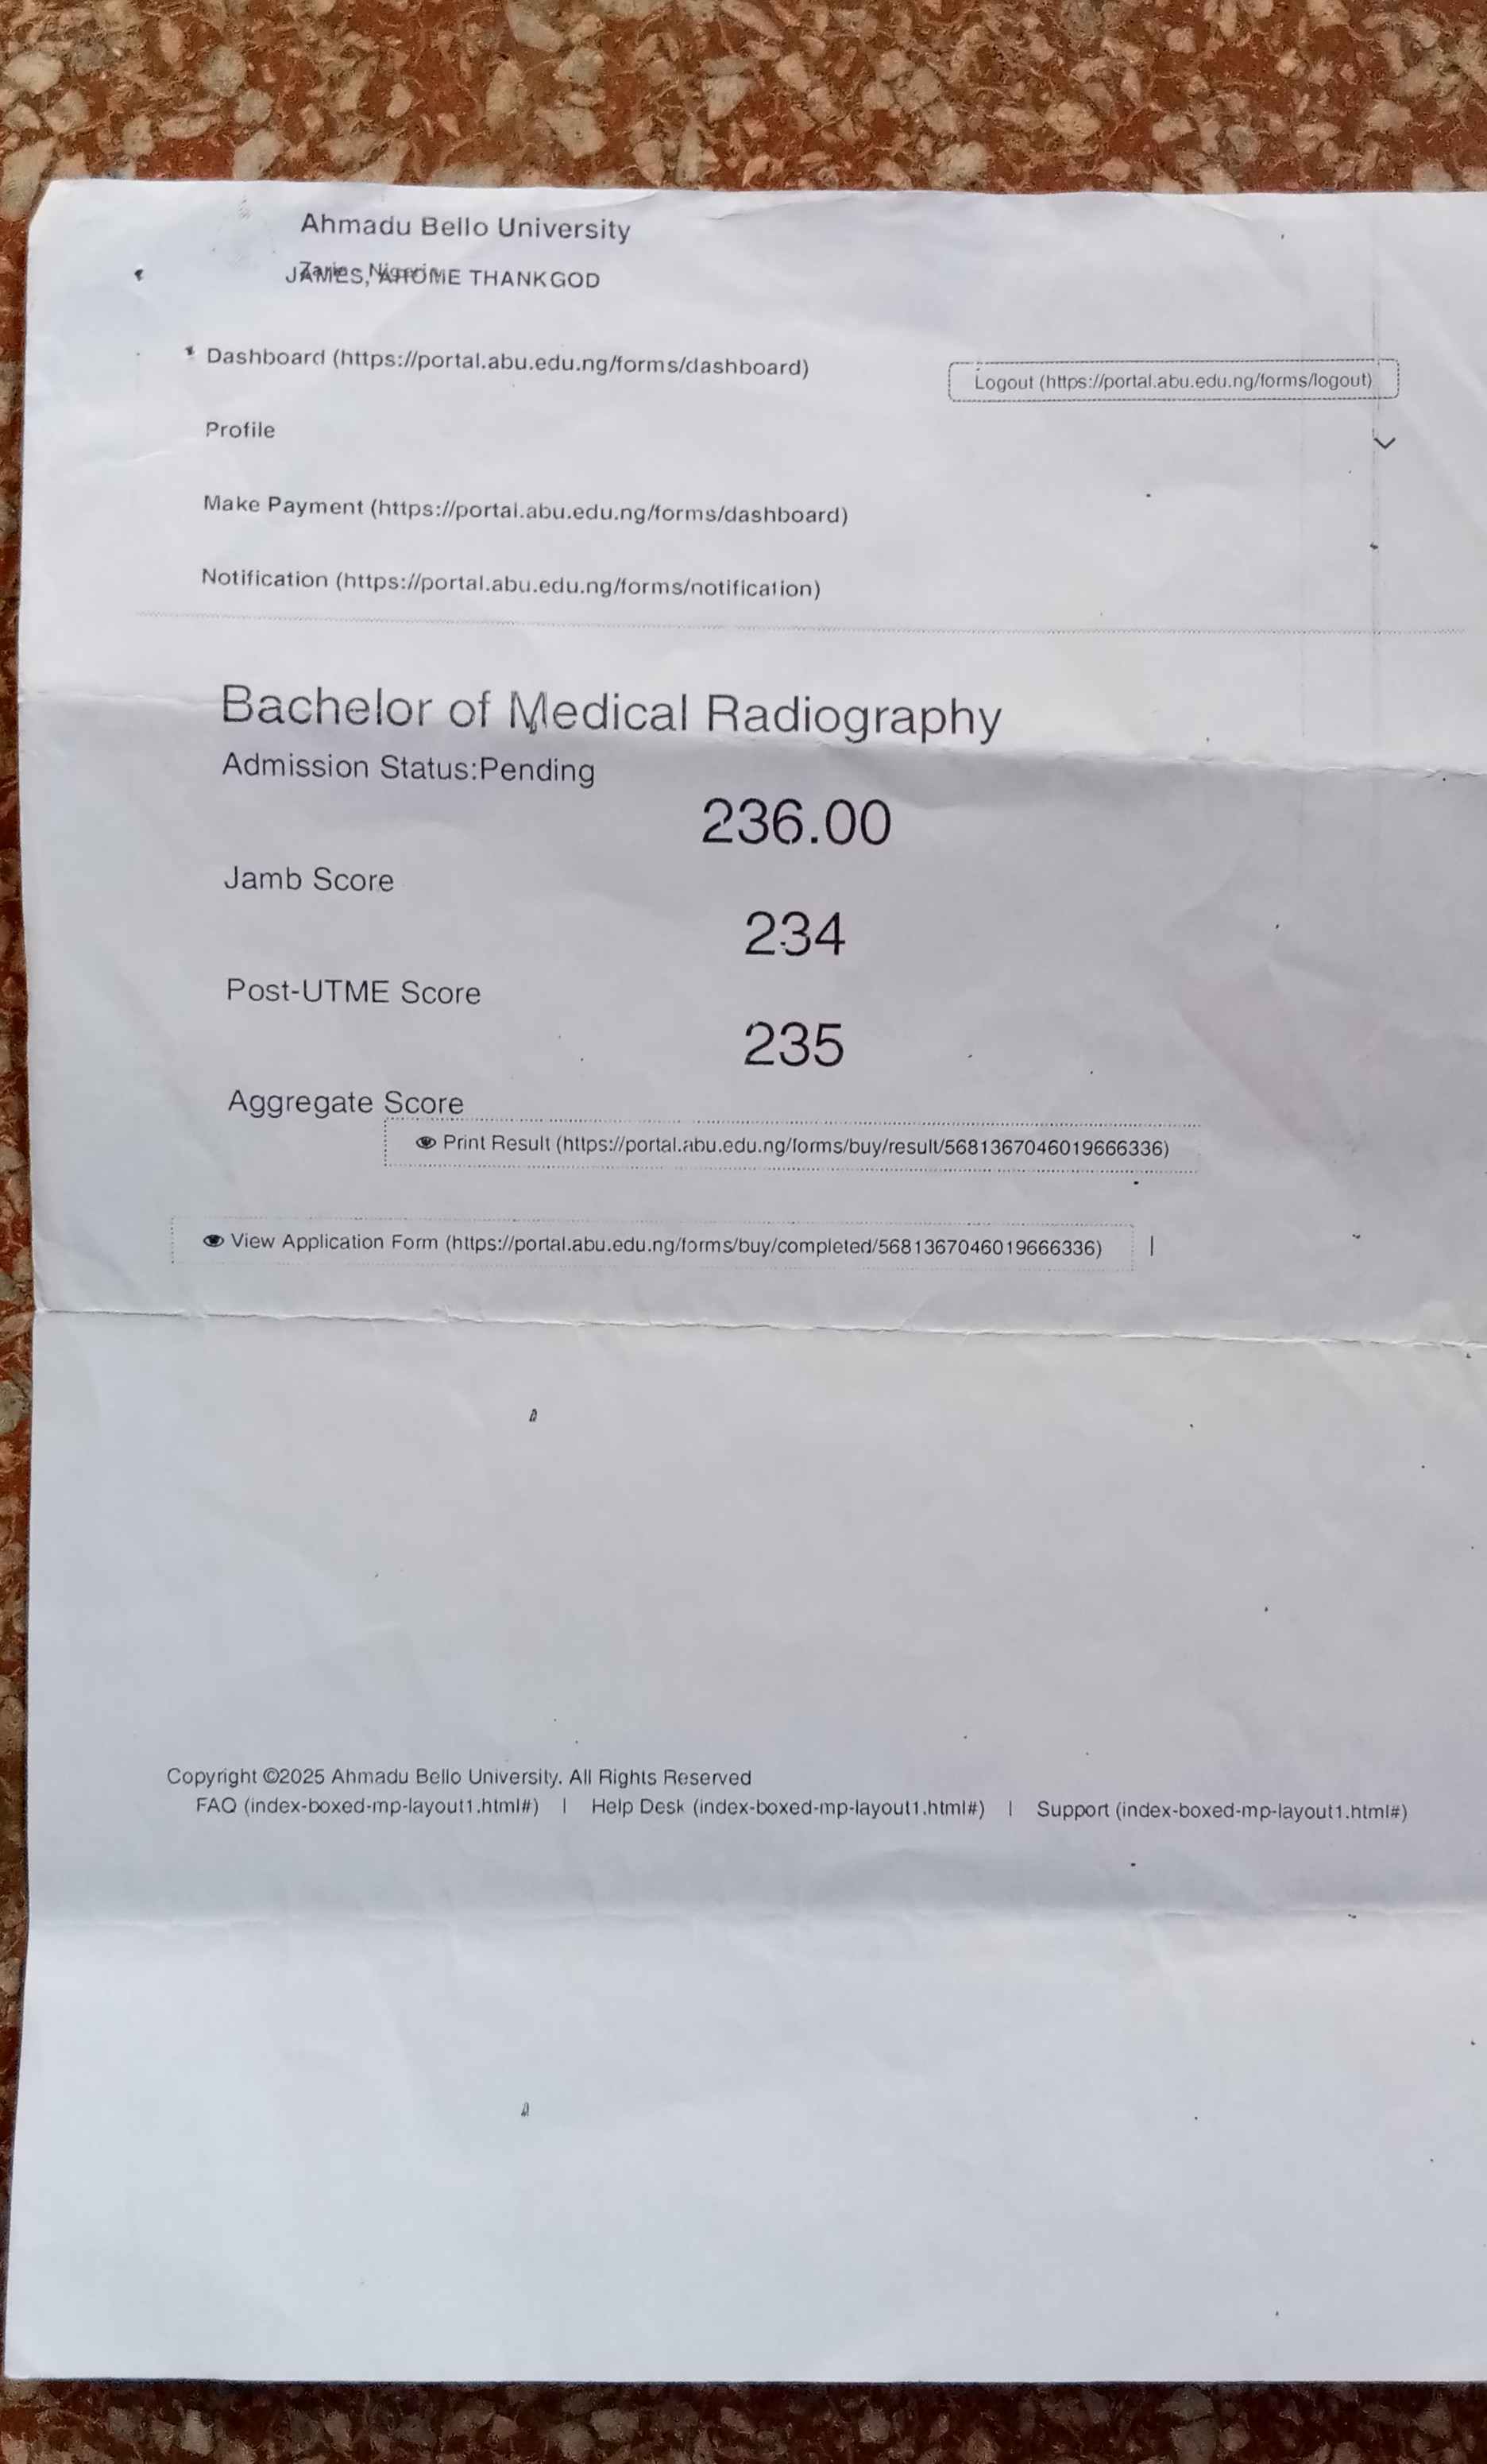 Ahmadu Bello University
Zaria, Nigeria
JAMES, AHOME THANKGOD
Dashboard (https://portal.abu.edu.ng/forms/dashboard)
Logout (https://portal.abu.edu.ng/forms/logout)
Profile
Make Payment (https://portal.abu.edu.ng/forms/dashboard)
Notification (https://portal.abu.edu.ng/forms/notification)
Bachelor of Medical Radiography
Admission Status:Pending
236.00
Jamb Score
234
Post-UTME Score
235
Aggregate Score
Print Result (https://portal.abu.edu.ng/forms/buy/result/5681367046019666336)
View Application Form (https://portal.abu.edu.ng/forms/buy/completed/5681367046019666336) |
Copyright ©2025 Ahmadu Bello University. All Rights Reserved
FAQ (index-boxed-mp-layout1.html#) | Help Desk (index-boxed-mp-layout1.html#) | Support (index-boxed-mp-layout1.html#)